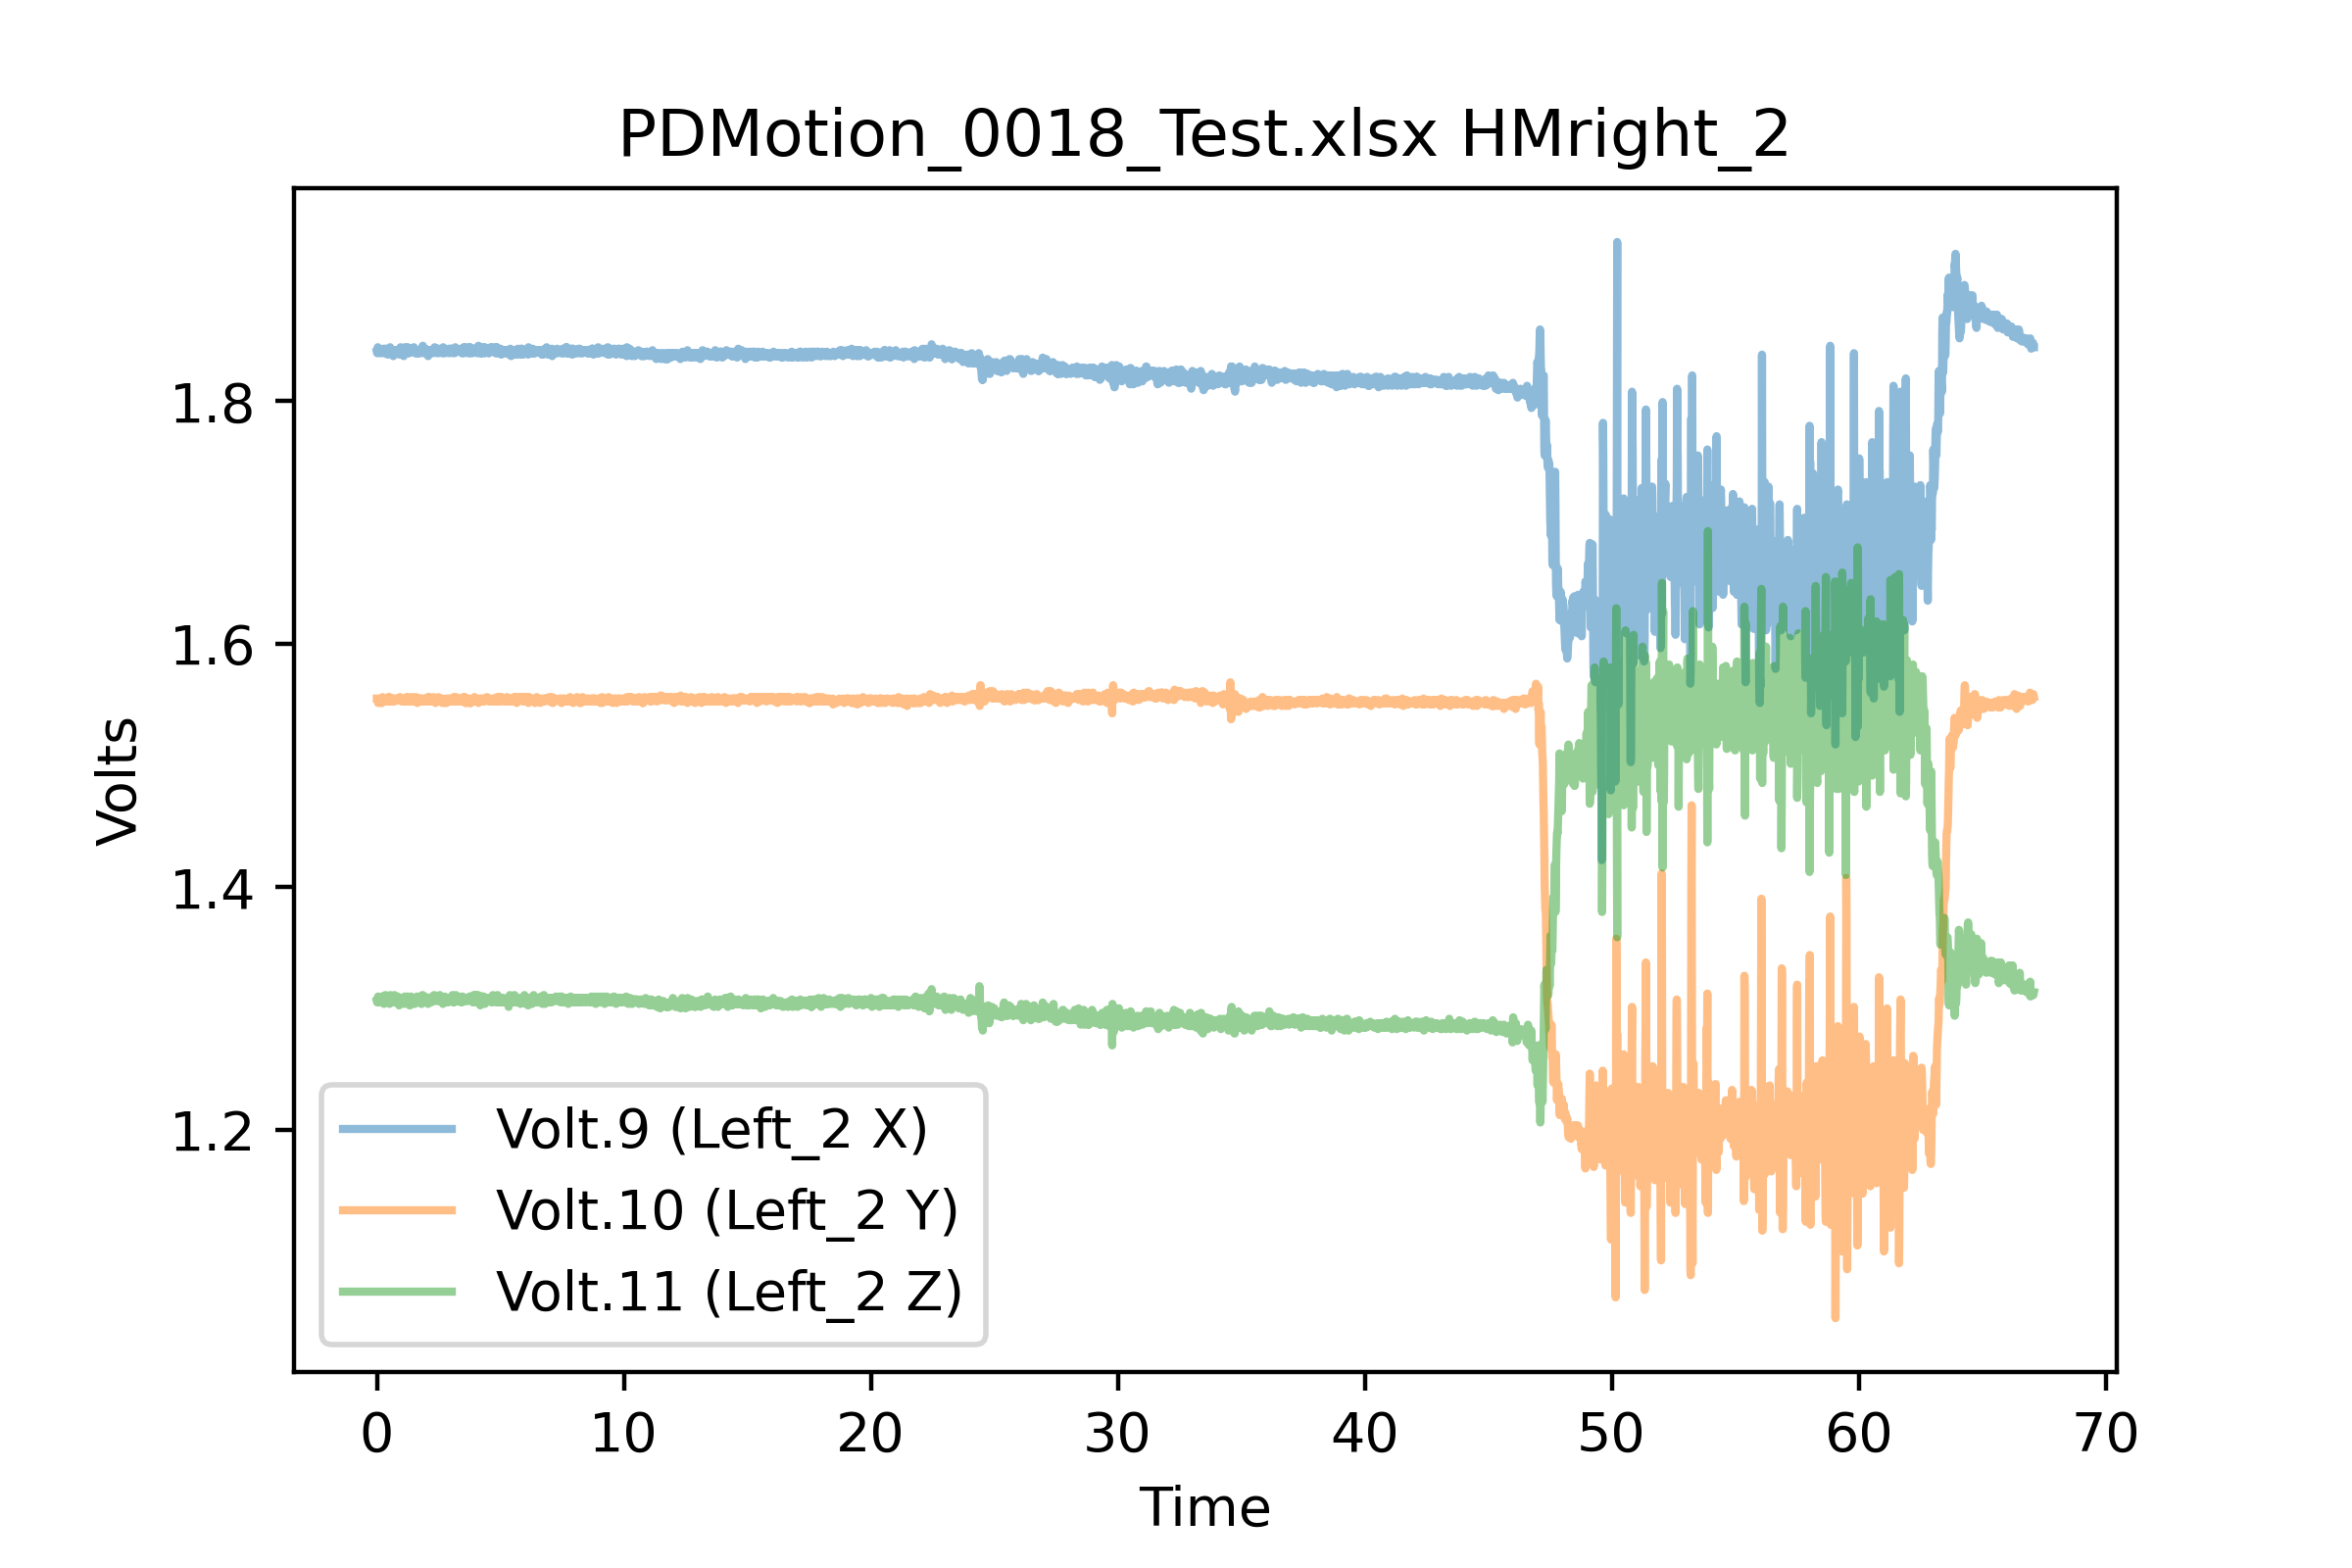 PDMotion_0018_Test.xlsx HMright_2
Volts
1.8
1.6
1.4
1.2
Volt.9 (Left_2 X)
Volt.10 (Left_2 Y)
Volt.11 (Left_2 Z)
0 10 20 30 40 50 60 70
Time